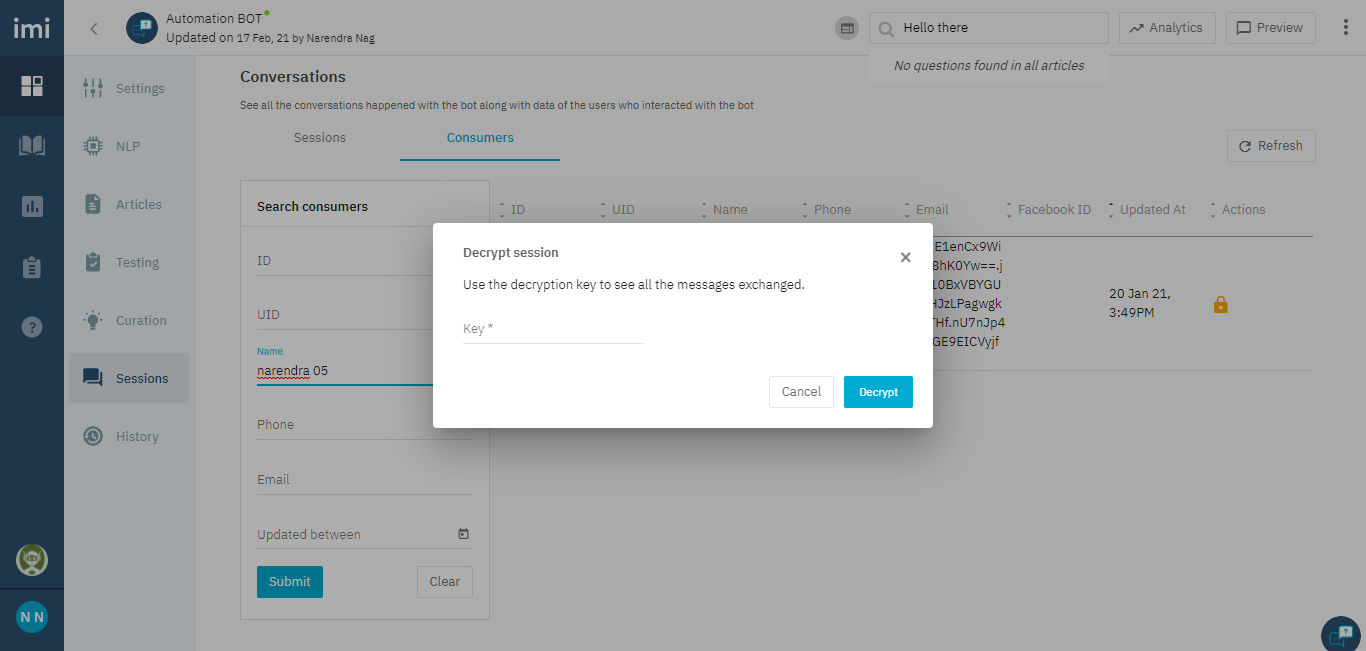 imi
Automation BOT
Updated on 17 Feb, 21 by Narendra Nag
Hello there
Analytics
Preview
No questions found in all articles
Settings
NLP
Articles
Testing
Curation
Sessions
History
N N
Conversations
See all the conversations happened with the bot along with data of the users who interacted with the bot
Sessions
Consumers
Refresh
Search consumers
ID
UID
Name
narendra 05
Phone
Email
Updated between
Submit
Clear
ID
UID
Name
Phone
Email
Facebook ID
Updated At
Actions
E1enCx9Wi
8hK0Yw==.j
10BxVBYGU
HJzLPagwgk
THf.nU7nJp4
GE9EICVyjf
20 Jan 21,
3:49PM
Decrypt session
Use the decryption key to see all the messages exchanged.
Key *
Cancel
Decrypt